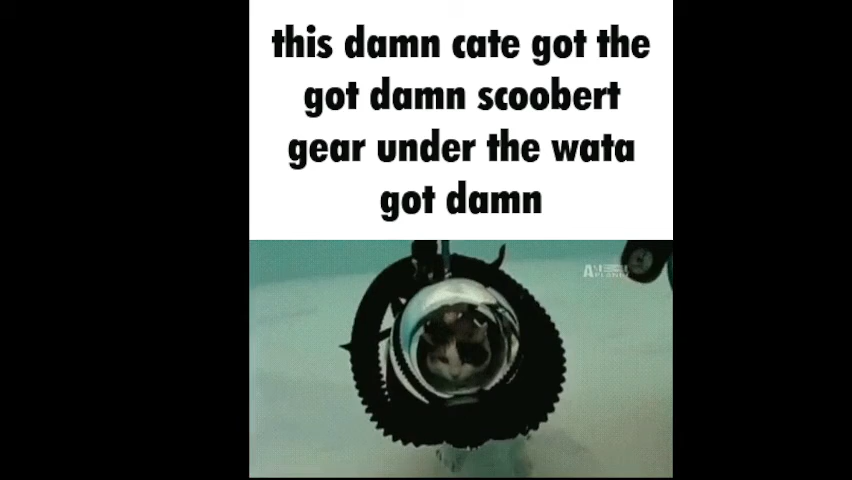 this damn cate got the
got damn scoobert
gear under the wata
got damn